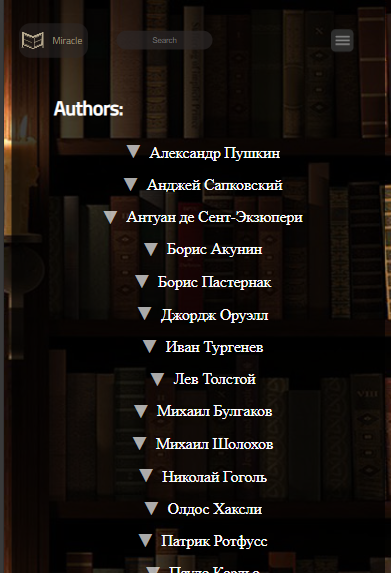 Miracle
Search
Authors:
Александр Пушкин
Анджей Сапковский
Антуан де Сент-Экзюпери
Борис Акунин
Борис Пастернак
Джордж Оруэлл
Иван Тургенев
Лев Толстой
Михаил Булгаков
Михаил Шолохов
Николай Гоголь
Олдос Хаксли
Патрик Ротфусс